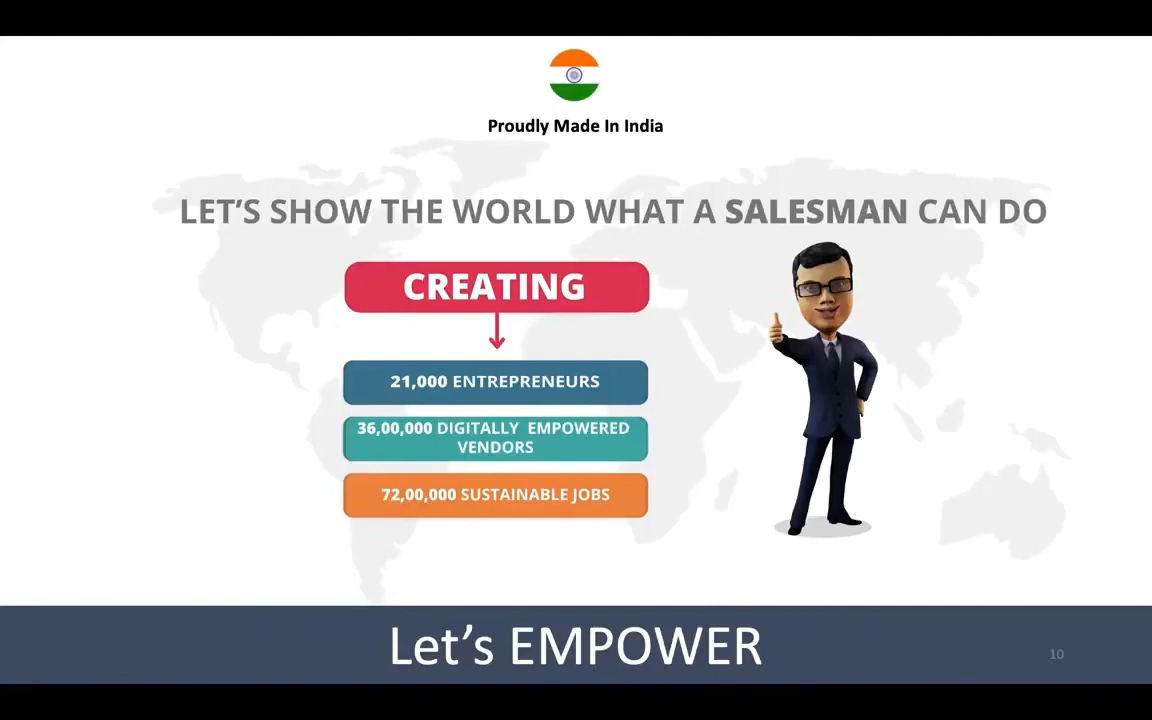 Proudly Made In India
LET'S SHOW THE WORLD WHAT A SALESMAN CAN DO
CREATING
21,000 ENTREPRENEURS
36,00,000 DIGITALLY EMPOWERED
VENDORS
72,00,000 SUSTAINABLE JOBS
Let's EMPOWER
10